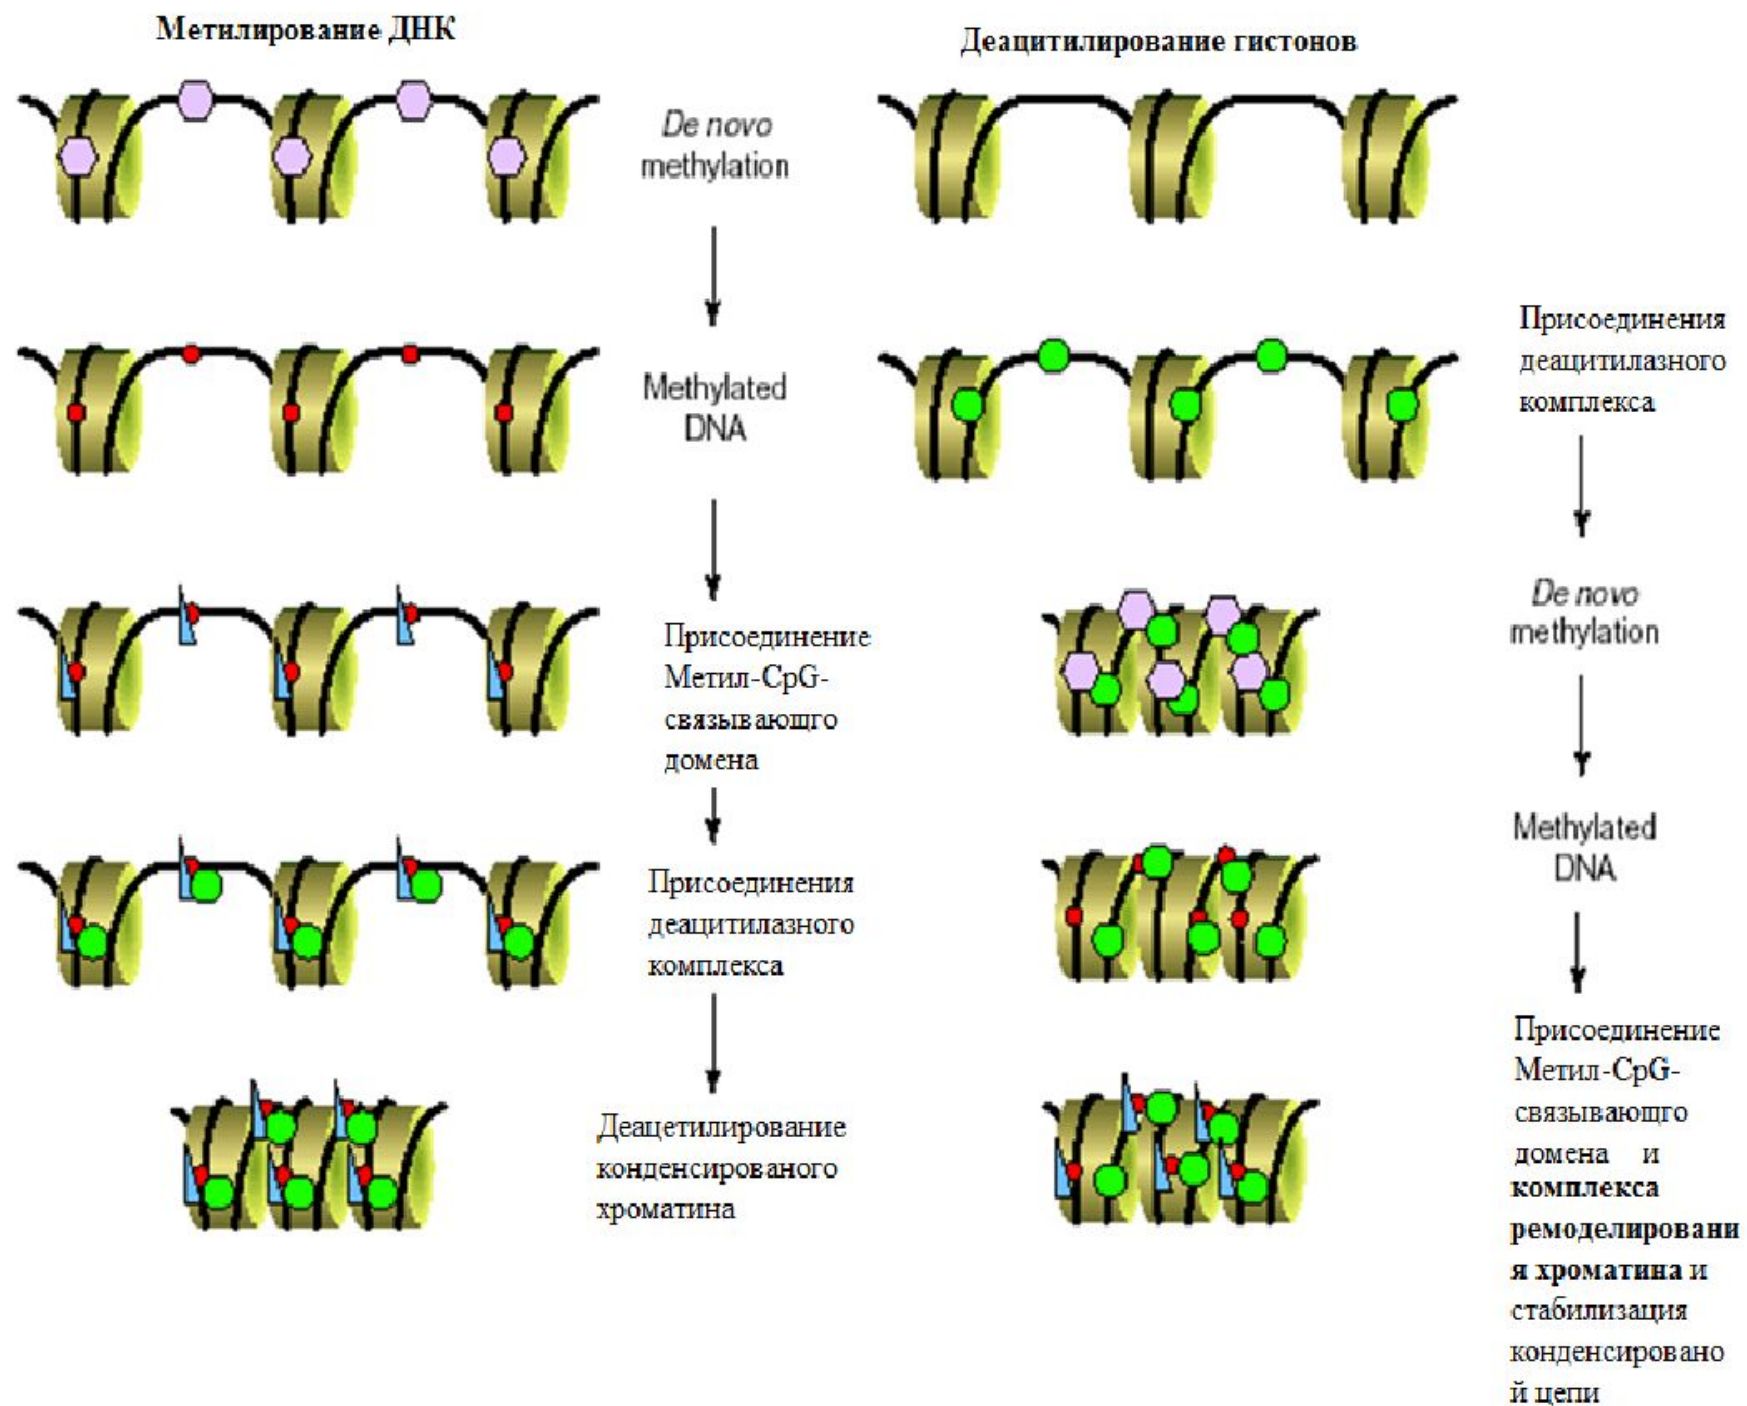 Метилирование ДНК
Деацитилирование гистонов
De novo
methylation
Methylated
DNA
Присоединение
Метил-CpG-
связывающго
домена
Присоединения
деацитилазного
комплекса
Деацетилирование
конденсированого
хроматина
Присоединения
деацитилазного
комплекса
De novo
methylation
Methylated
DNA
Присоединение
Метил-CpG-
связывающго
домена и
комплекса
ремоделировани
я хроматина и
стабилизация
конденсировано
й цепи